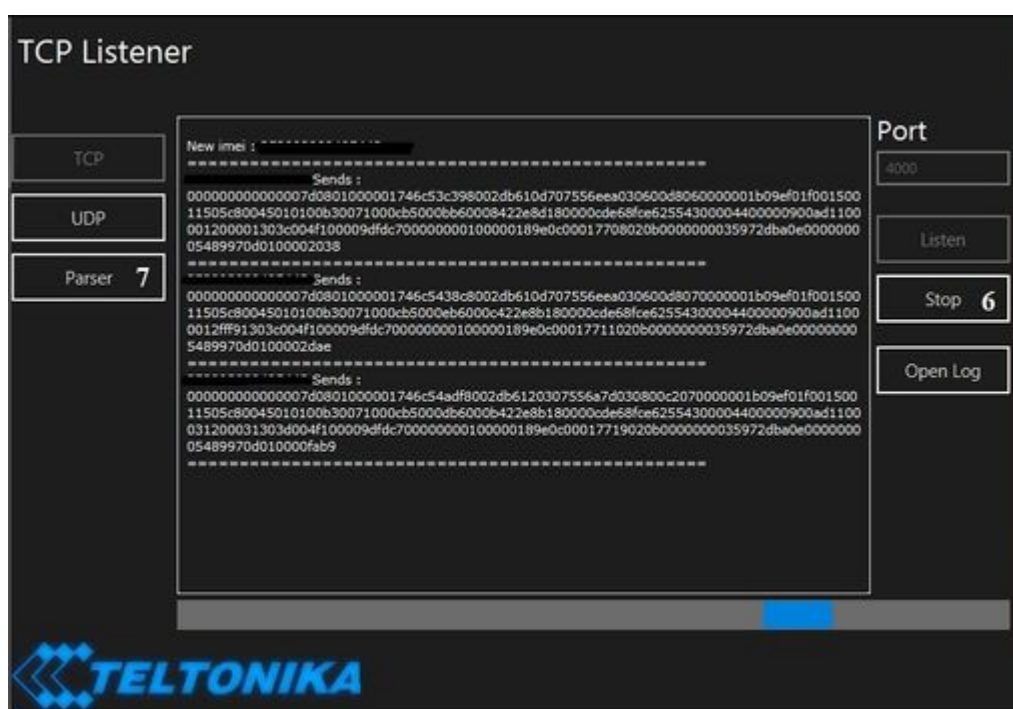 TCP Listener
TCP
UDP
Parser 7
New imei :
Sends :
000000000000007d0801000001746c53c398002db610d707556eea030600d8060000001b09ef01f001500
11505c80045010100b30071000cb5000bb60008422e8d180000cde68fce62554300004400000900ad1100
001200001303c004f100009dfdc700000000100000189e0c00017708020b0000000035972dba0e0000000
05489970d0100002038
Sends :
000000000000007d0801000001746c5438c8002db610d707556eea030600d8070000001b09ef01f001500
11505c80045010100b30071000cb5000eb6000c422e8b180000cde68fce62554300004400000900ad1100
0012fff91303c004f100009dfdc7000000000100000189e0c00017711020b0000000035972dba0e00000000
5489970d0100002dae
Sends :
000000000000007d0801000001746c54adf8002db6120307556a7d030800c2070000001b09ef01f001500
11505c80045010100b30071000cb5000db6000b422e8b180000cde68fce62554300004400000900ad1100
031200031303d004f100009dfdc700000000100000189e0c00017719020b0000000035972dba0e0000000
05489970d010000fab9
Port
4000
Listen
Stop 6
Open Log
TELTONIKA